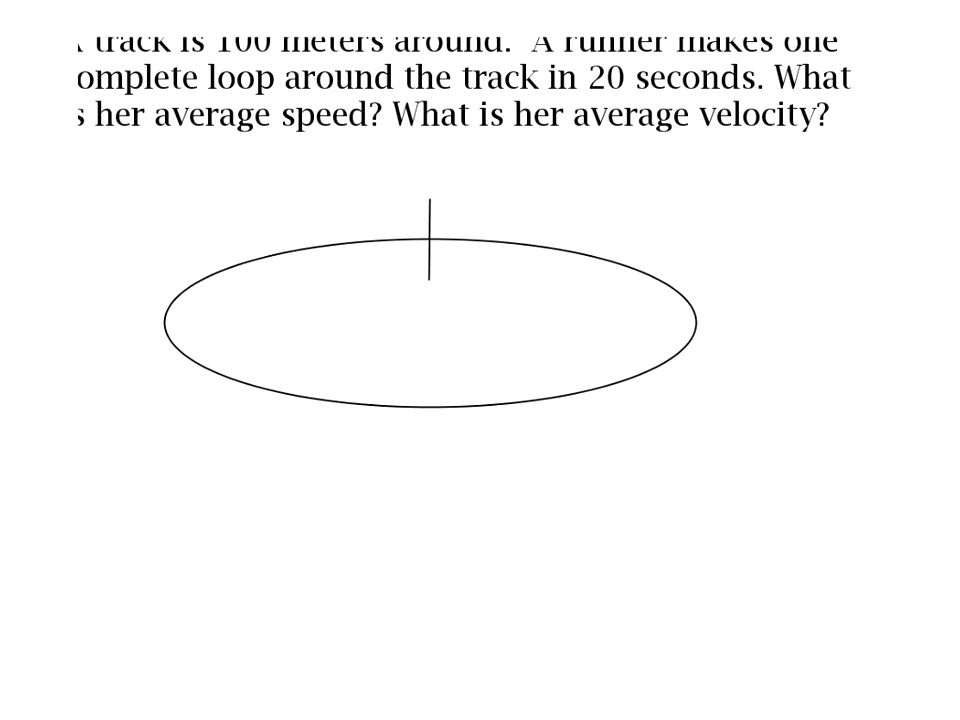 track is 100 meters around. A runner makes one
omplete loop around the track in 20 seconds. What
s her average speed? What is her average velocity?